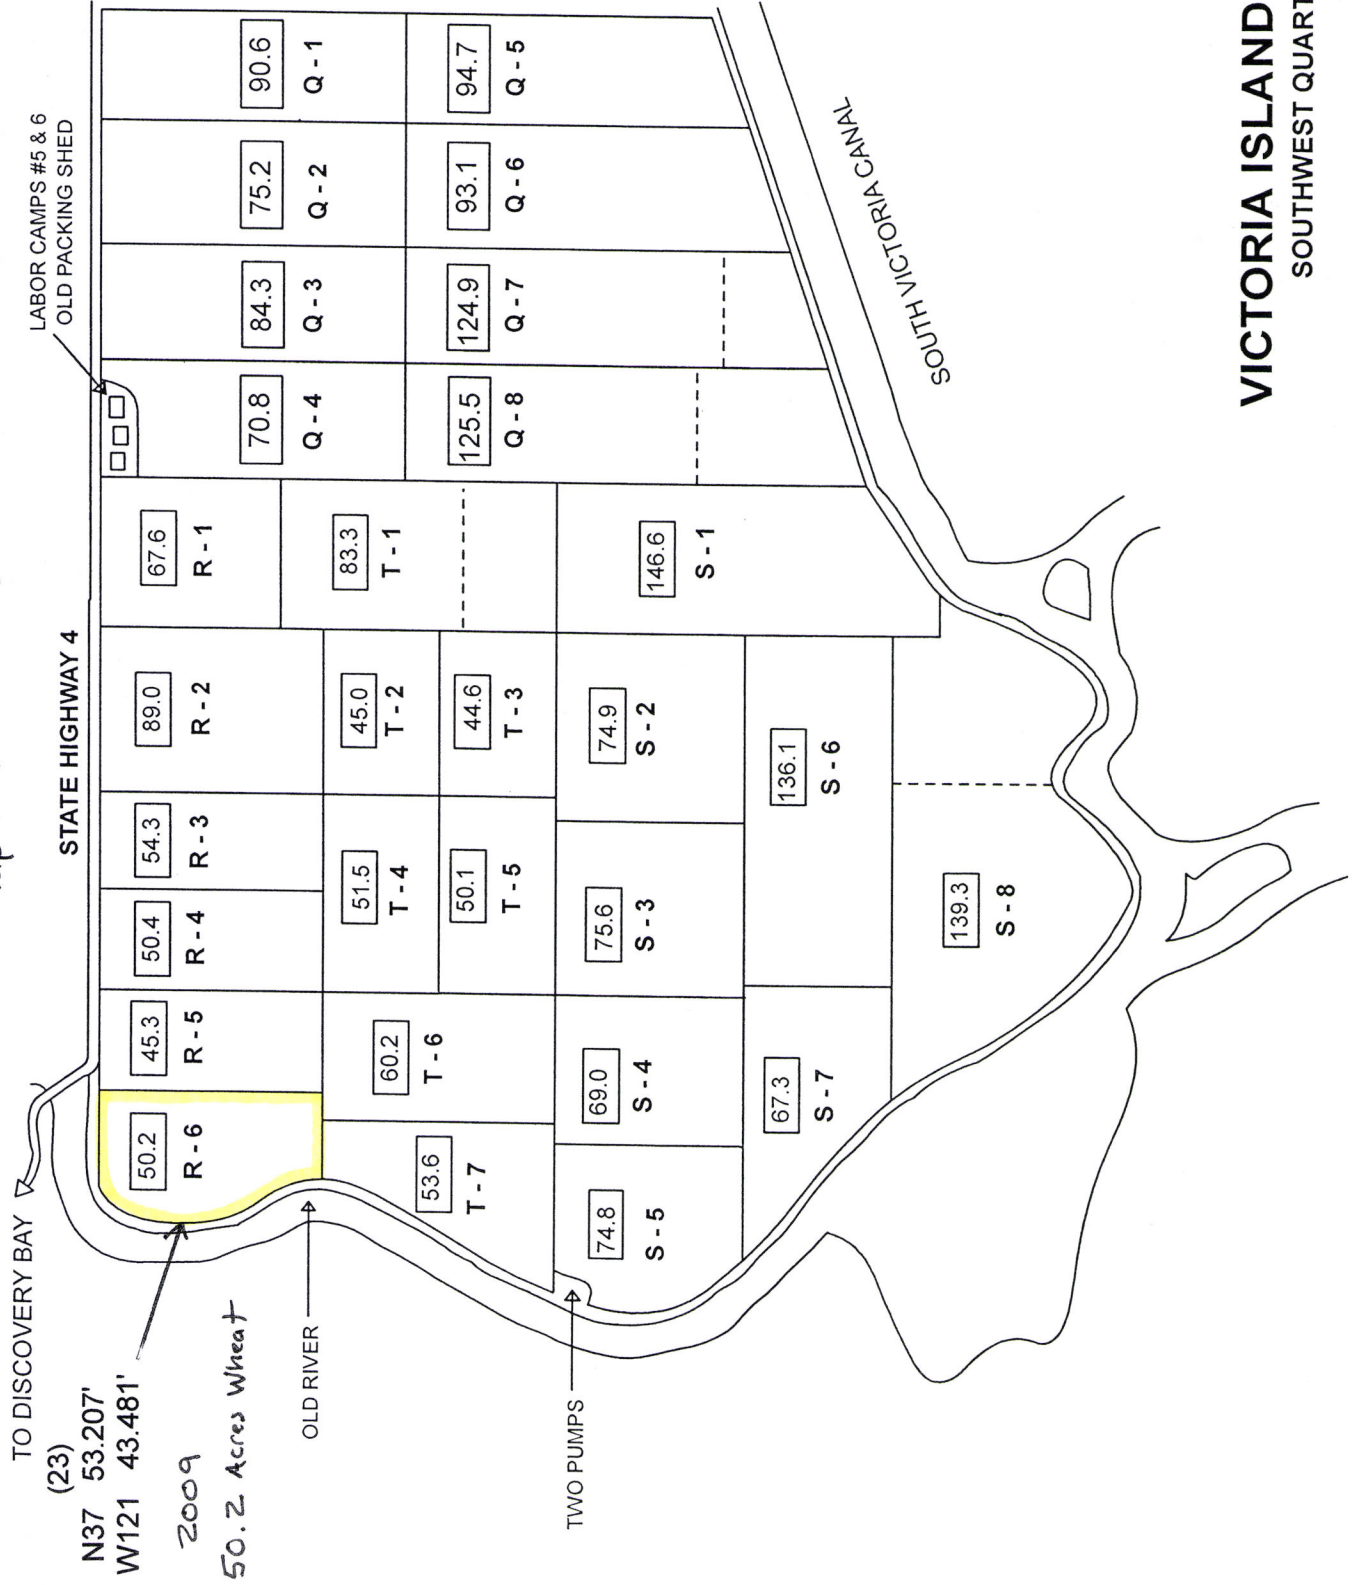 TO DISCOVERY BAY
(23)
N37 53.207'
W121 43.481'
2009
50.2 Acres Wheat
OLD RIVER
TWO PUMPS
STATE HIGHWAY 4
LABOR CAMPS #5 & 6
OLD PACKING SHED
50.2
R - 6
45.3
R - 5
50.4
R - 4
54.3
R - 3
89.0
R - 2
67.6
R - 1
70.8
Q - 4
84.3
Q - 3
75.2
Q - 2
90.6
Q - 1
53.6
T - 7
60.2
T - 6
51.5
T - 4
45.0
T - 2
83.3
T - 1
50.1
T - 5
44.6
T - 3
125.5
Q - 8
124.9
Q - 7
93.1
Q - 6
94.7
Q - 5
74.8
S - 5
69.0
S - 4
75.6
S - 3
74.9
S - 2
146.6
S - 1
67.3
S - 7
136.1
S - 6
139.3
S - 8
SOUTH VICTORIA CANAL
VICTORIA ISLAND
SOUTHWEST QUART